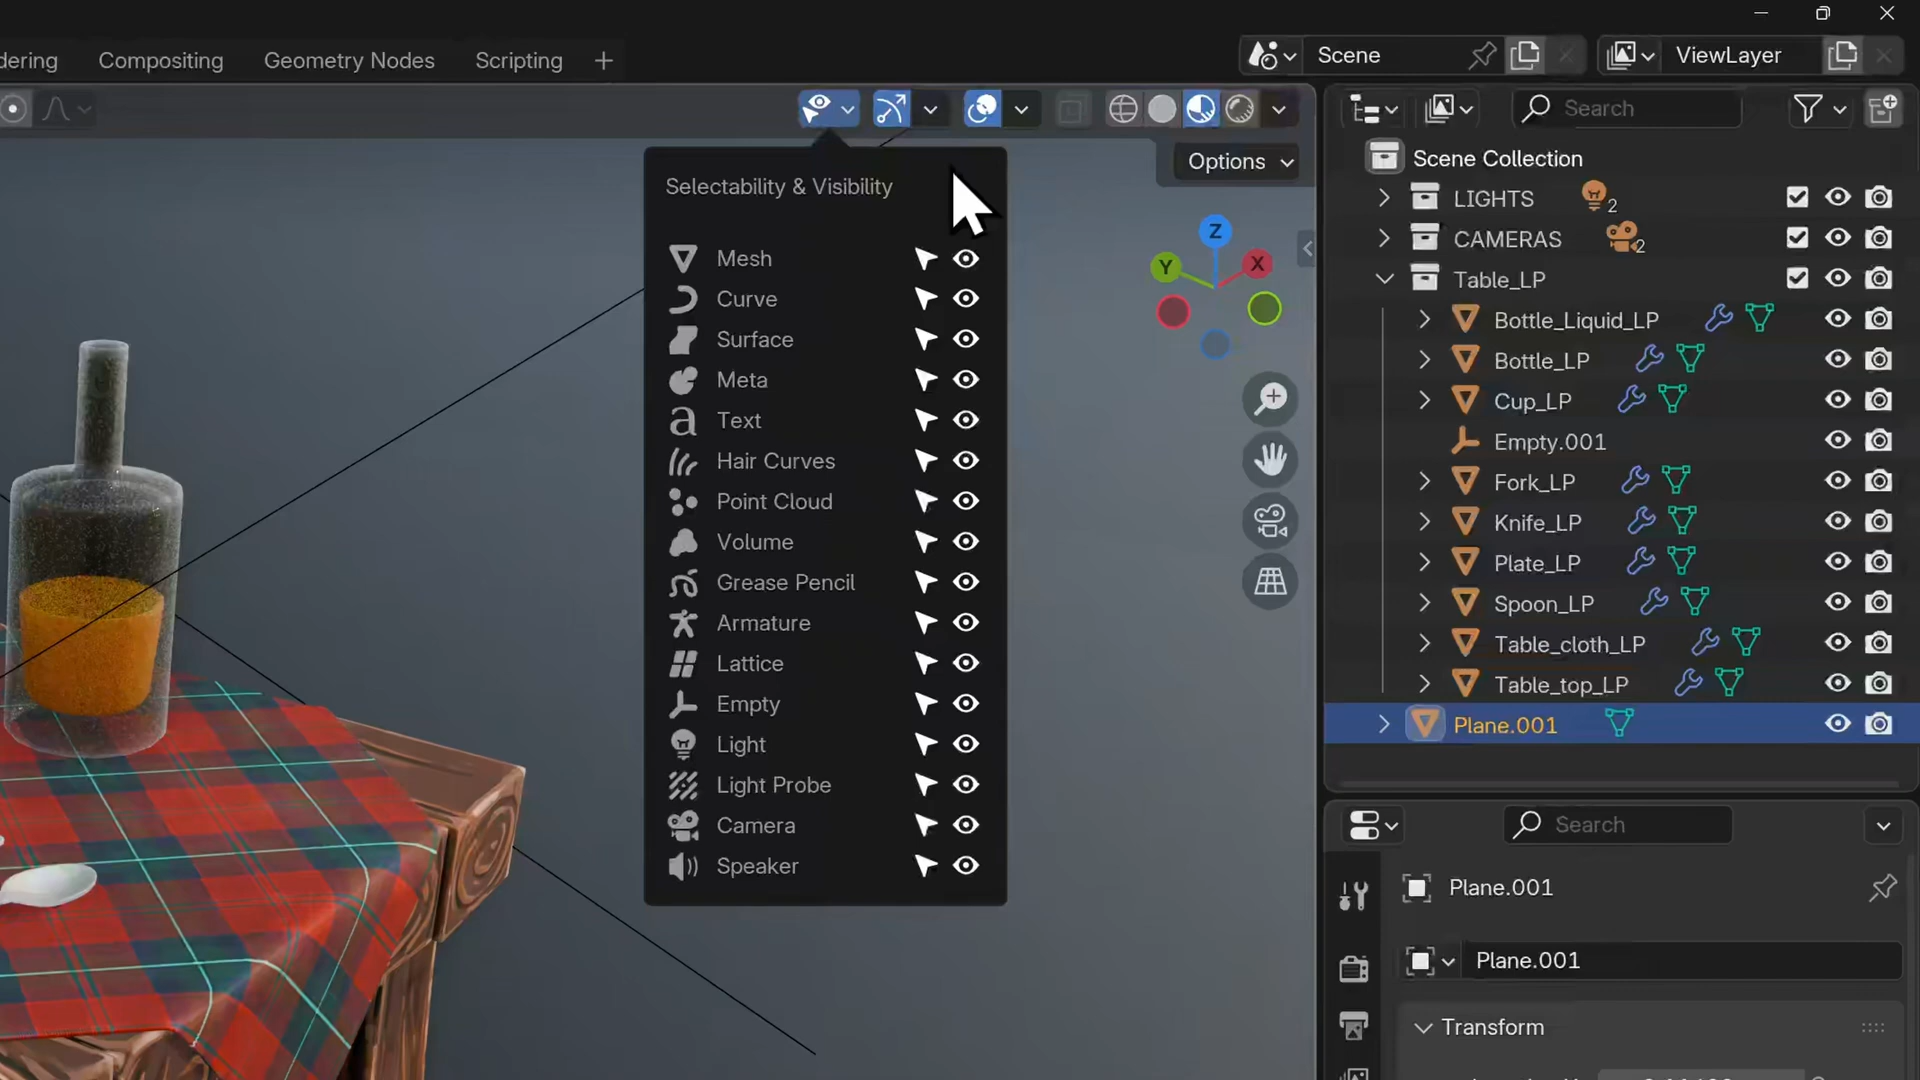 dering
Compositing
Geometry Nodes
Scripting
+
Scene
ViewLayer
Search
Options
Selectability & Visibility
Mesh
Curve
Surface
Meta
Text
Hair Curves
Point Cloud
Volume
Grease Pencil
Armature
Lattice
Empty
Light
Light Probe
Camera
Speaker
Z
Y
X
Scene Collection
LIGHTS
2
CAMERAS
2
Table_LP
Bottle_Liquid_LP
Bottle_LP
Cup_LP
Empty.001
Fork_LP
Knife_LP
Plate_LP
Spoon_LP
Table_cloth_LP
Table_top_LP
Plane.001
Search
Plane.001
Plane.001
Transform